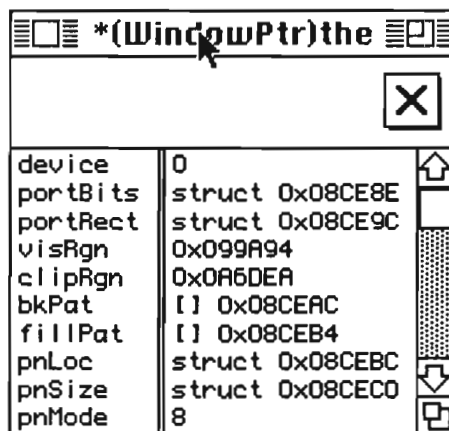 *(WindowPtr)the
device 0
portBits struct 0x08CE8E
portRect struct 0x08CE9C
visRgn 0x099A94
clipRgn 0x0A6DEA
bkPat [] 0x08CEAC
fillPat [] 0x08CEB4
pnLoc struct 0x08CEBC
pnSize struct 0x08CEC0
pnMode 8